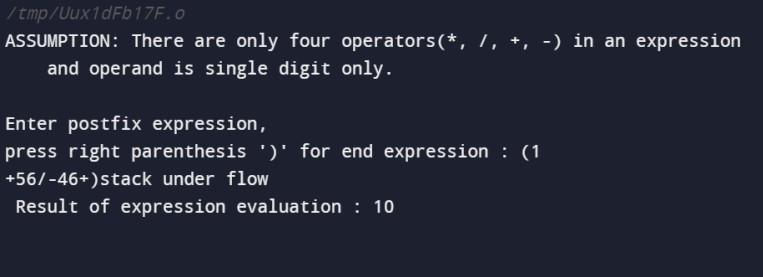 /tmp/Uux1dFb17F.o
ASSUMPTION: There are only four operators(*, /, +, -) in an expression
and operand is single digit only.
Enter postfix expression,
press right parenthesis ')' for end expression : (1
+56/-46+)stack under flow
Result of expression evaluation : 10